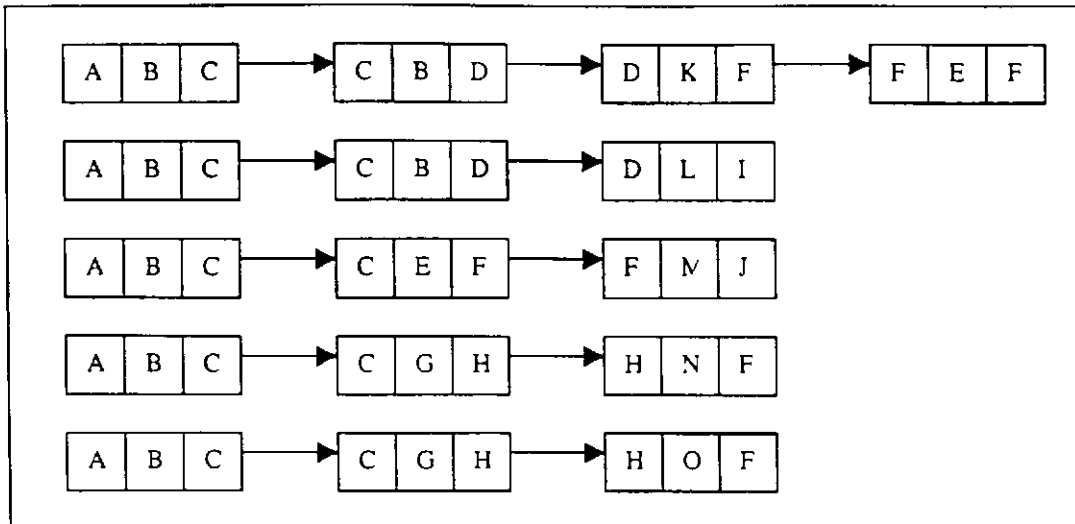 A B C C B D D K F F E F
A B C C B D D L I
A B C C E F F M J
A B C C G H H N F
A B C C G H H O F